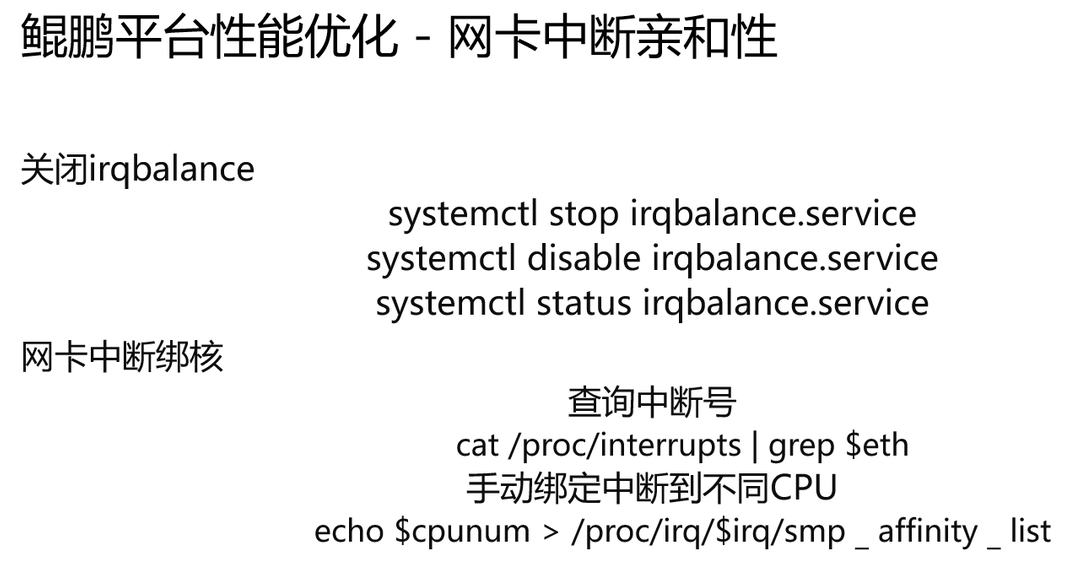 鲲鹏平台性能优化 - 网卡中断亲和性
关闭irqbalance
systemctl stop irqbalance.service
systemctl disable irqbalance.service
systemctl status irqbalance.service
网卡中断绑核
查询中断号
cat /proc/interrupts | grep $eth
手动绑定中断到不同CPU
echo $cpunum > /proc/irq/$irq/smp _ affinity _ list